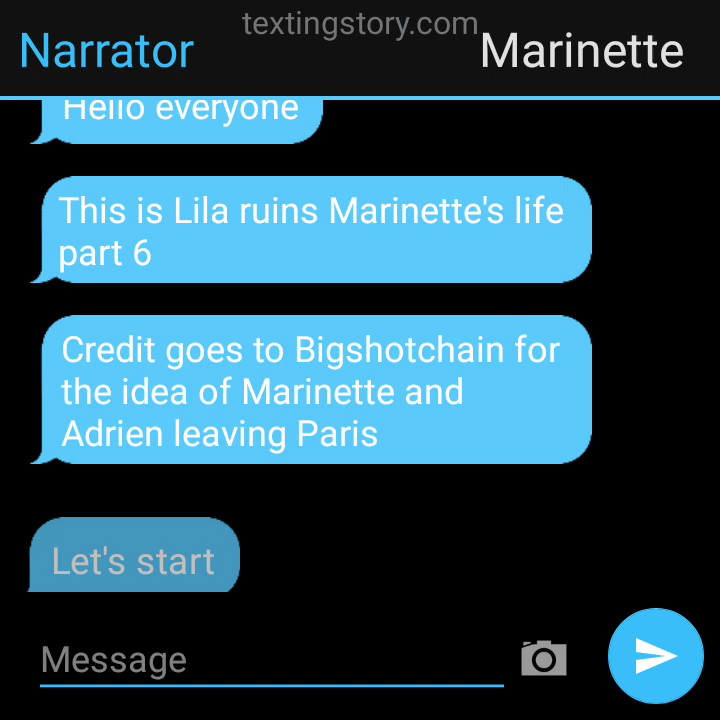 textingstory.com
Narrator
Marinette
Hello everyone
This is Lila ruins Marinette's life
part 6
Credit goes to Bigshotchain for
the idea of Marinette and
Adrien leaving Paris
Let's start
Message